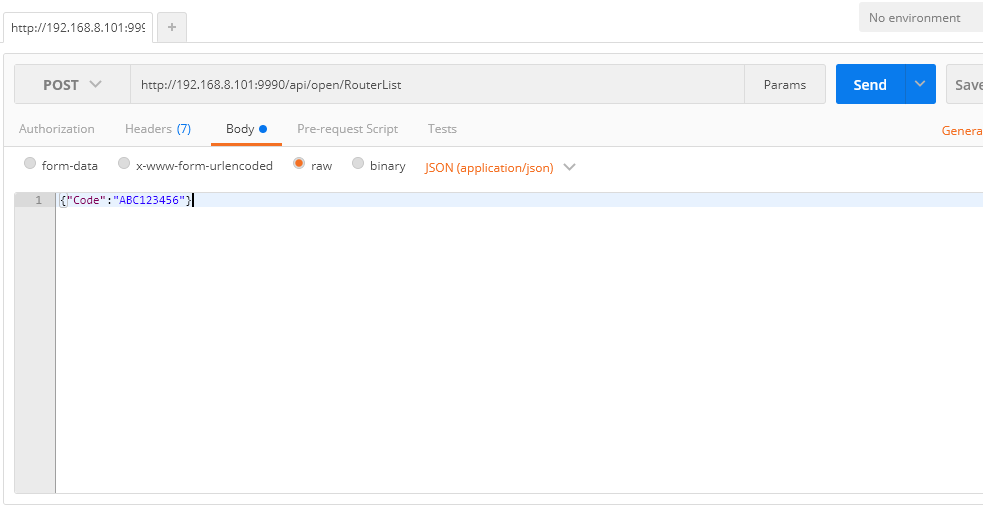 http://192.168.8.101:999
+
No environment
POST
http://192.168.8.101:9990/api/open/RouterList
Params
Send
Save
Authorization
Headers (7)
Body
Pre-request Script
Tests
Genera
form-data
x-www-form-urlencoded
raw
binary
JSON (application/json)
1
{"Code":"ABC123456"}